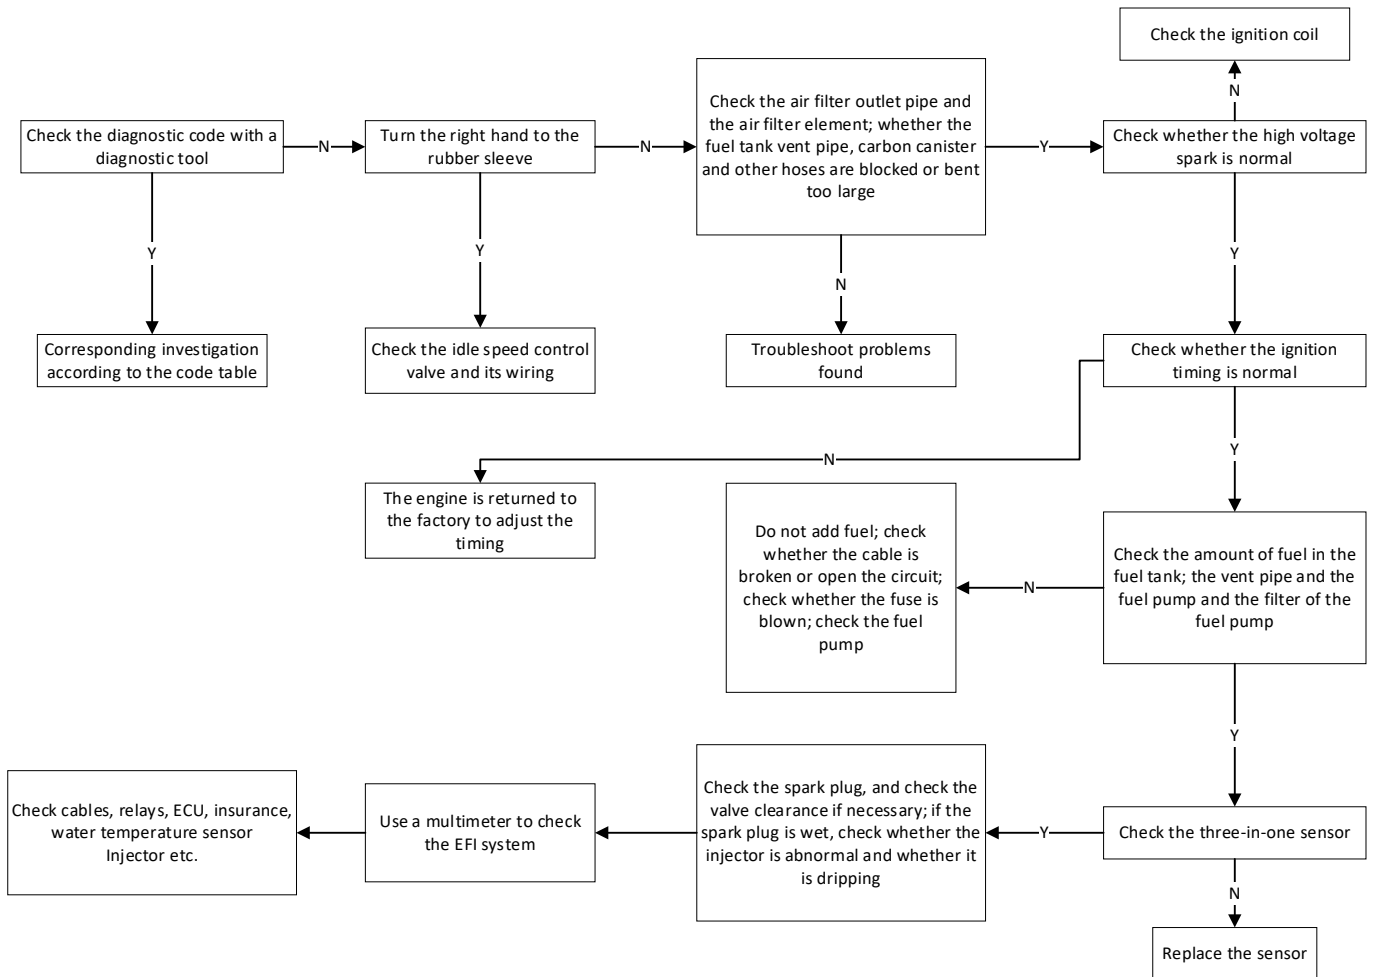 Check the ignition coil
N
Check the diagnostic code with a
diagnostic tool
N
Turn the right hand to the
rubber sleeve
N
Check the air filter outlet pipe and
the air filter element; whether the
fuel tank vent pipe, carbon canister
and other hoses are blocked or bent
too large
Y
Check whether the high voltage
spark is normal
Y
Y
N
Y
Corresponding investigation
according to the code table
Check the idle speed control
valve and its wiring
Troubleshoot problems
found
Check whether the ignition
timing is normal
N
Y
The engine is returned to
the factory to adjust the
timing
Do not add fuel; check
whether the cable is
broken or open the circuit;
check whether the fuse is
blown; check the fuel
pump
N
Check the amount of fuel in the
fuel tank; the vent pipe and the
fuel pump and the filter of the
fuel pump
Y
Check cables, relays, ECU, insurance,
water temperature sensor
Injector etc.
Use a multimeter to check
the EFI system
Check the spark plug, and check the
valve clearance if necessary; if the
spark plug is wet, check whether the
injector is abnormal and whether it
is dripping
Y
Check the three-in-one sensor
N
Replace the sensor